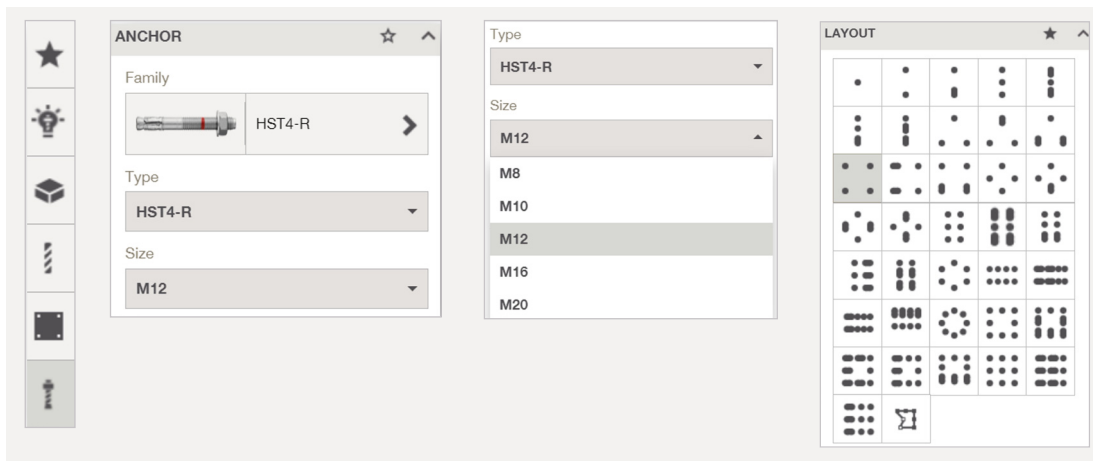 ANCHOR
Family
HST4-R
Type
HST4-R
Size
M12
Type
HST4-R
Size
M12
M8
M10
M12
M16
M20
LAYOUT